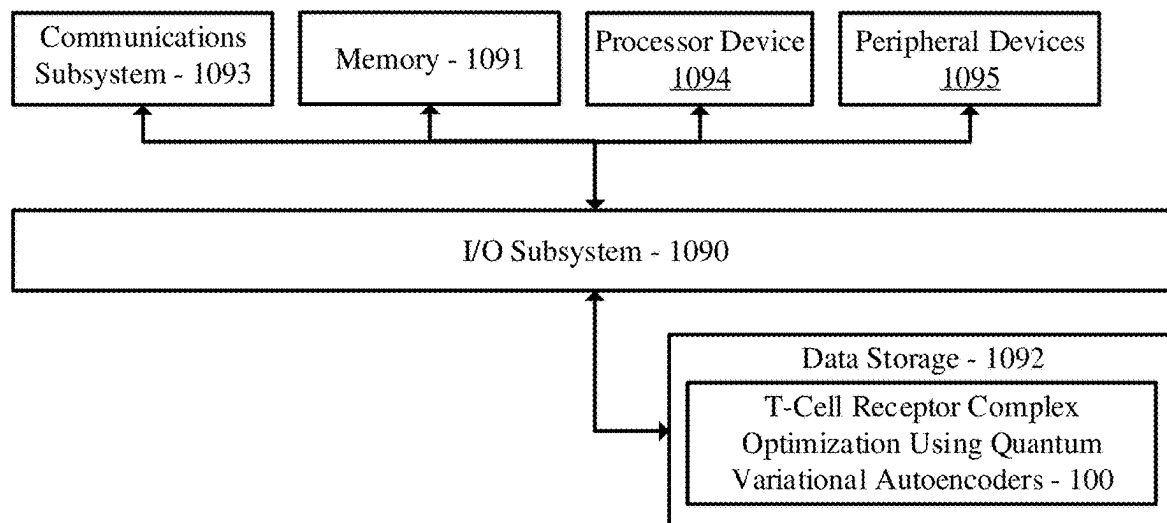 Communications
Subsystem - 1093
Memory - 1091
Processor Device
1094
Peripheral Devices
1095
I/O Subsystem - 1090
Data Storage - 1092
T-Cell Receptor Complex
Optimization Using Quantum
Variational Autoencoders - 100